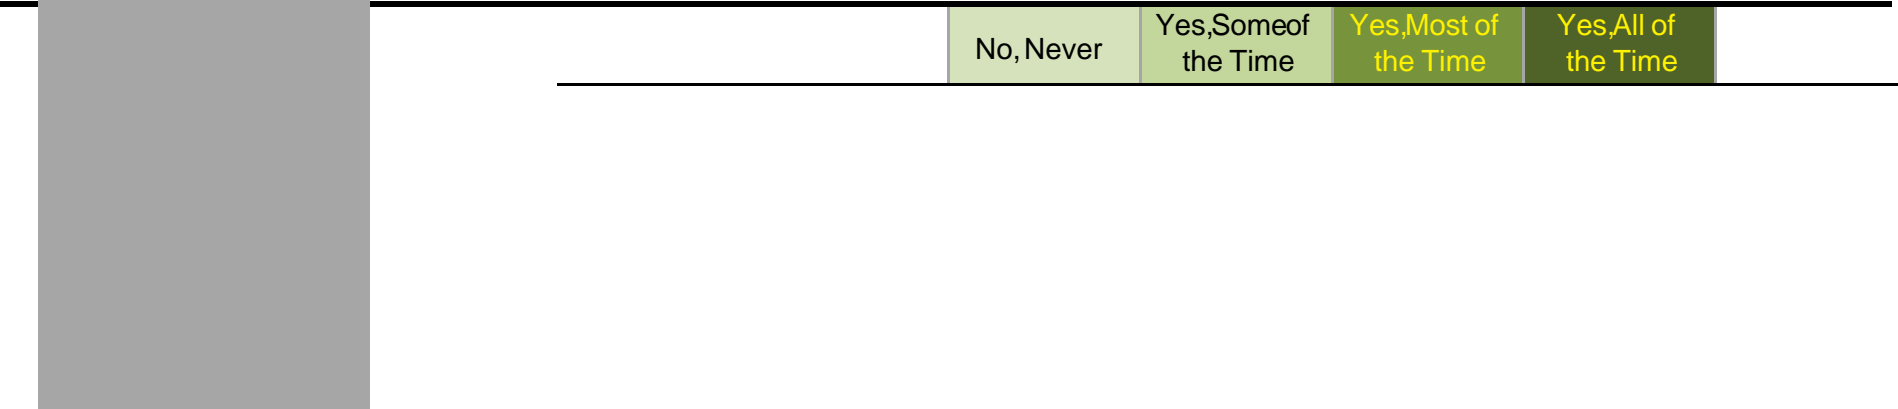 No, Never
Yes,Someof
the Time
Yes,Most of
the Time
Yes,All of
the Time